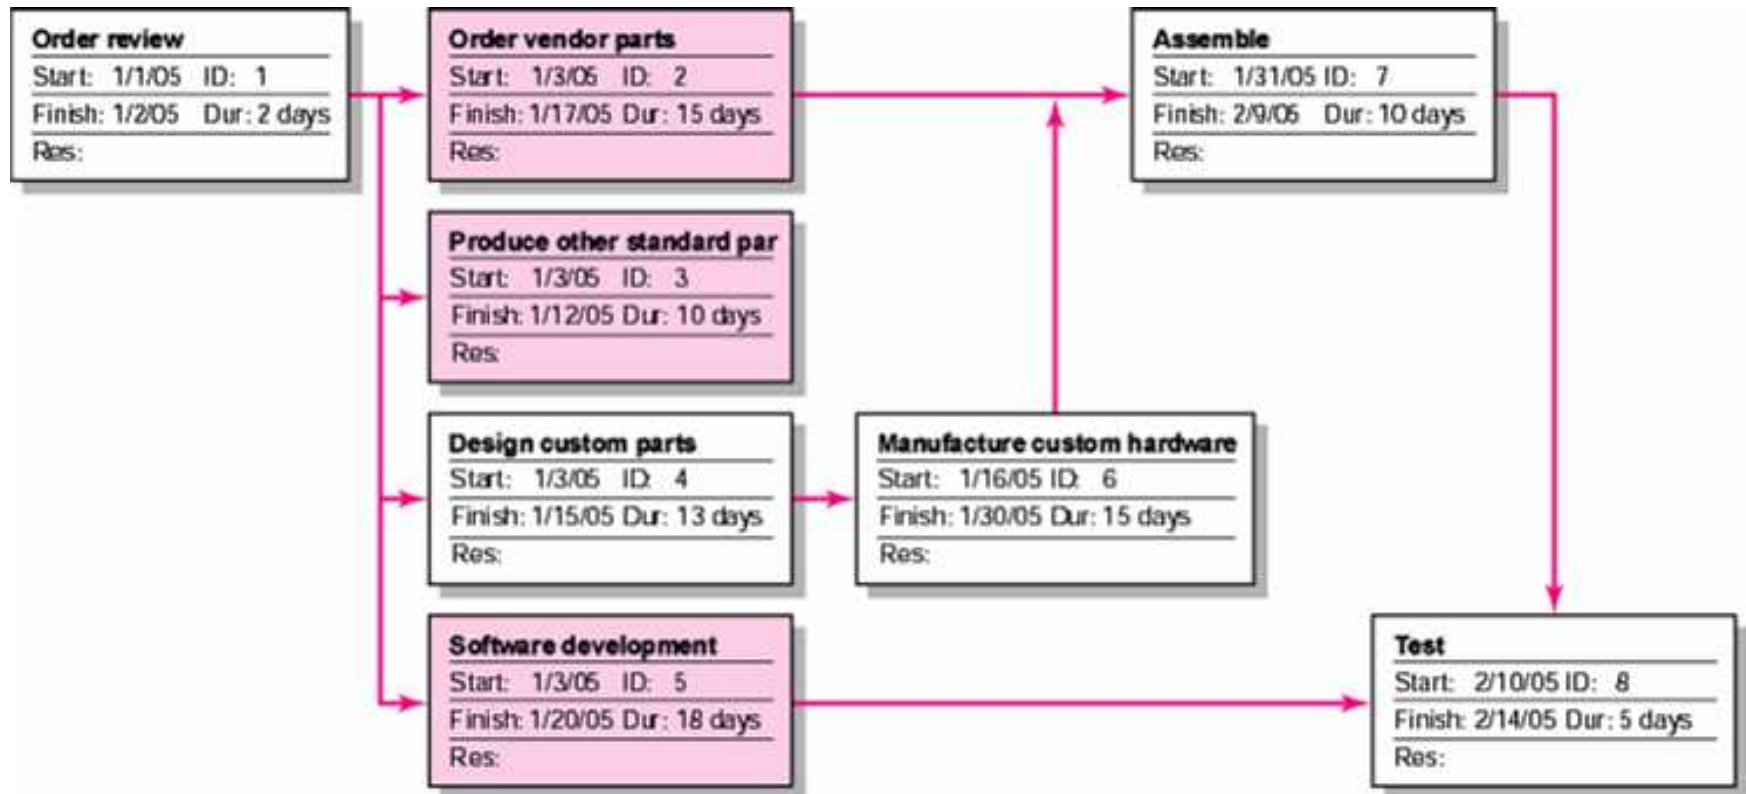 Order review
Start: 1/1/05 ID: 1
Finish: 1/2/05 Dur: 2 days
Res:
Order vendor parts
Start: 1/3/05 ID: 2
Finish: 1/17/05 Dur: 15 days
Res:
Assemble
Start: 1/31/05 ID: 7
Finish: 2/9/05 Dur: 10 days
Res:
Produce other standard par
Start: 1/3/05 ID: 3
Finish: 1/12/05 Dur: 10 days
Res:
Design custom parts
Start: 1/3/05 ID: 4
Finish: 1/15/05 Dur: 13 days
Res:
Manufacture custom hardware
Start: 1/16/05 ID: 6
Finish: 1/30/05 Dur: 15 days
Res:
Software development
Start: 1/3/05 ID: 5
Finish: 1/20/05 Dur: 18 days
Res:
Test
Start: 2/10/05 ID: 8
Finish: 2/14/05 Dur: 5 days
Res: